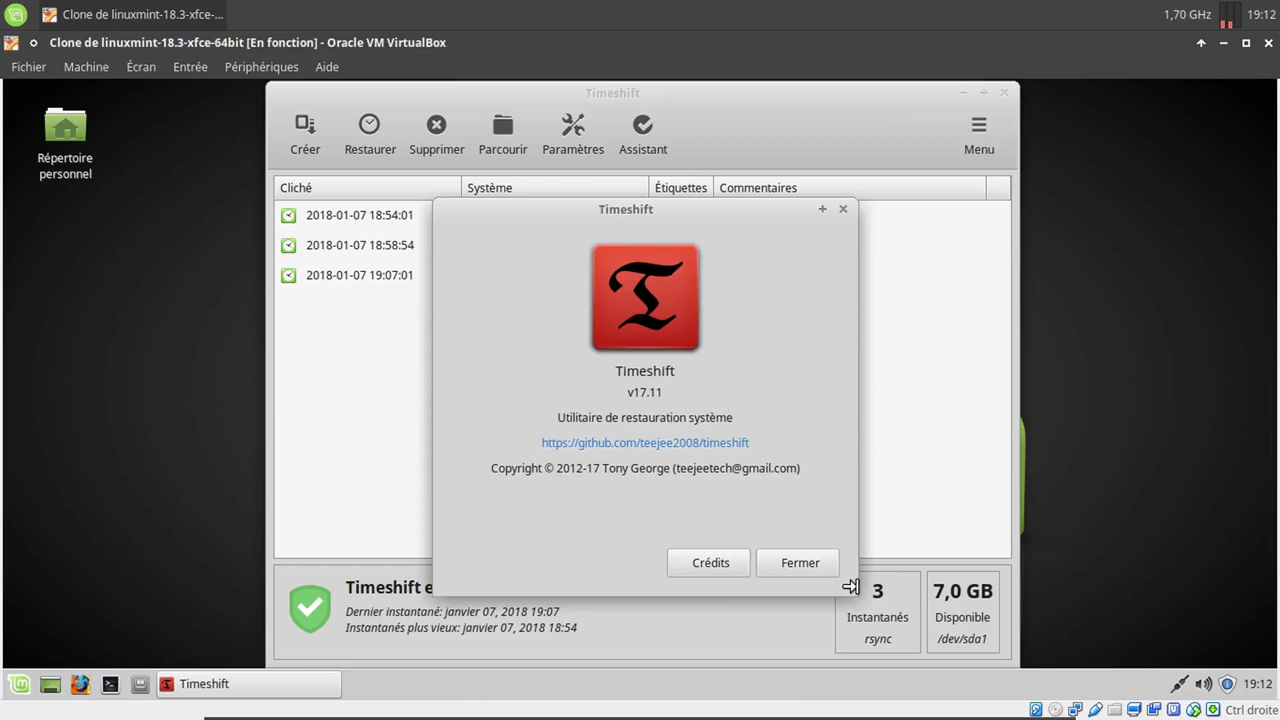 Clone de linuxmint-18.3-xfce-...
1,70 GHz
19:12
Clone de linuxmint-18.3-xfce-64bit [En fonction] - Oracle VM VirtualBox
Fichier Machine Écran Entrée Périphériques Aide
Répertoire
personnel
Timeshift
Créer Restaurer Supprimer Parcourir Paramètres Assistant Menu
Cliché Système Étiquettes Commentaires
2018-01-07 18:54:01
2018-01-07 18:58:54
2018-01-07 19:07:01
Timeshift
T
Timeshift
v17.11
Utilitaire de restauration système
https://github.com/teejee2008/timeshift
Copyright © 2012-17 Tony George (teejeetech@gmail.com)
Crédits Fermer
Timeshift e
Dernier instantané: janvier 07, 2018 19:07
Instantanés plus vieux: janvier 07, 2018 18:54
3
Instantanés
rsync
7,0 GB
Disponible
/dev/sda1
Timeshift
19:12
Ctrl droite